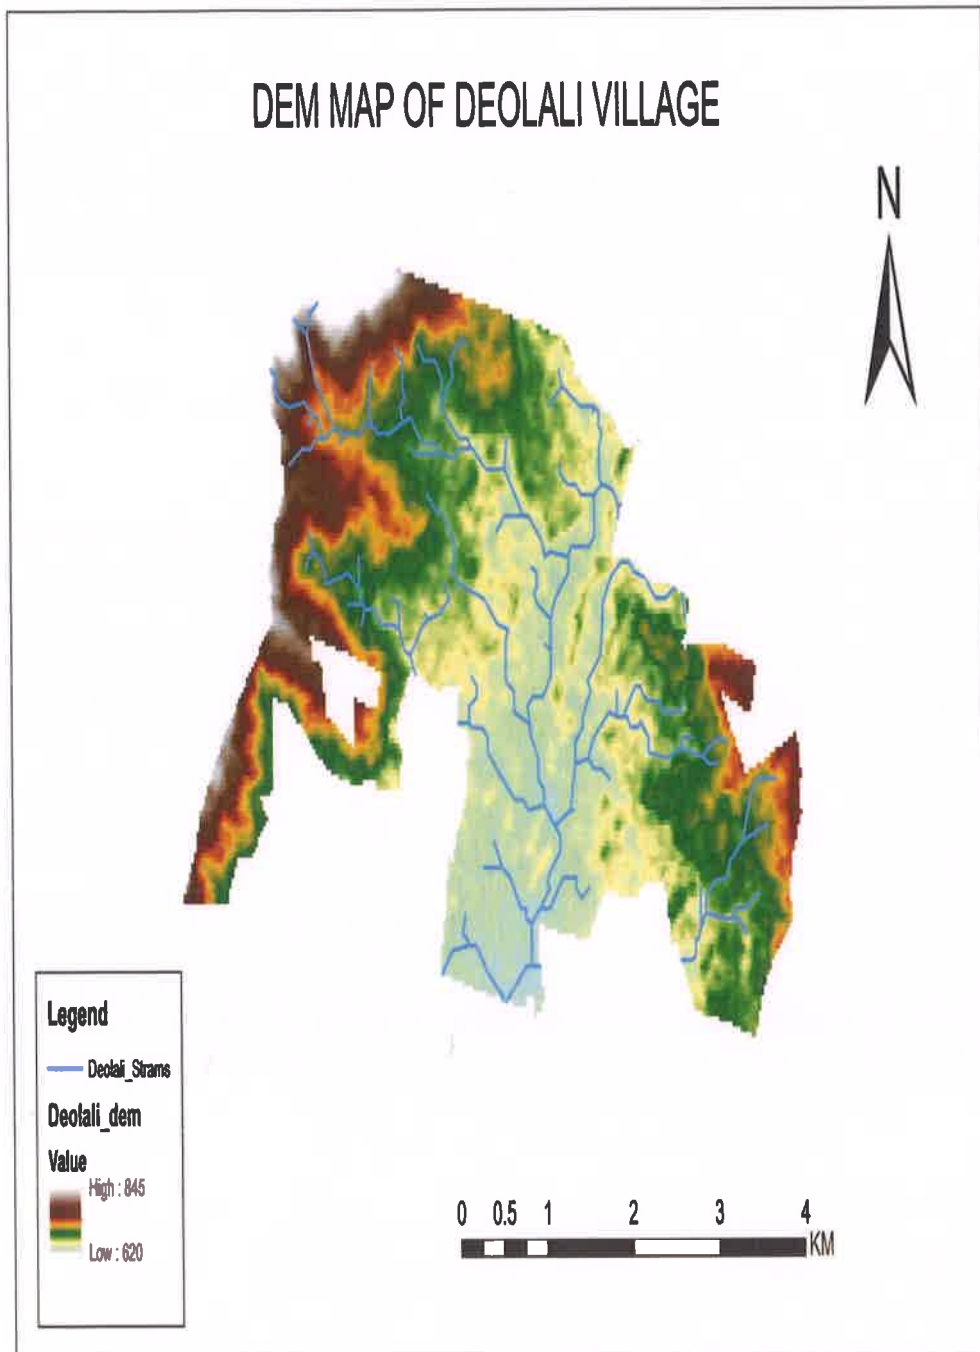 DEM MAP OF DEOLALI VILLAGE
N
Legend
Deolali_Strams
Deolali_dem
Value
High : 845
Low : 620
0 0.5 1 2 3 4
KM